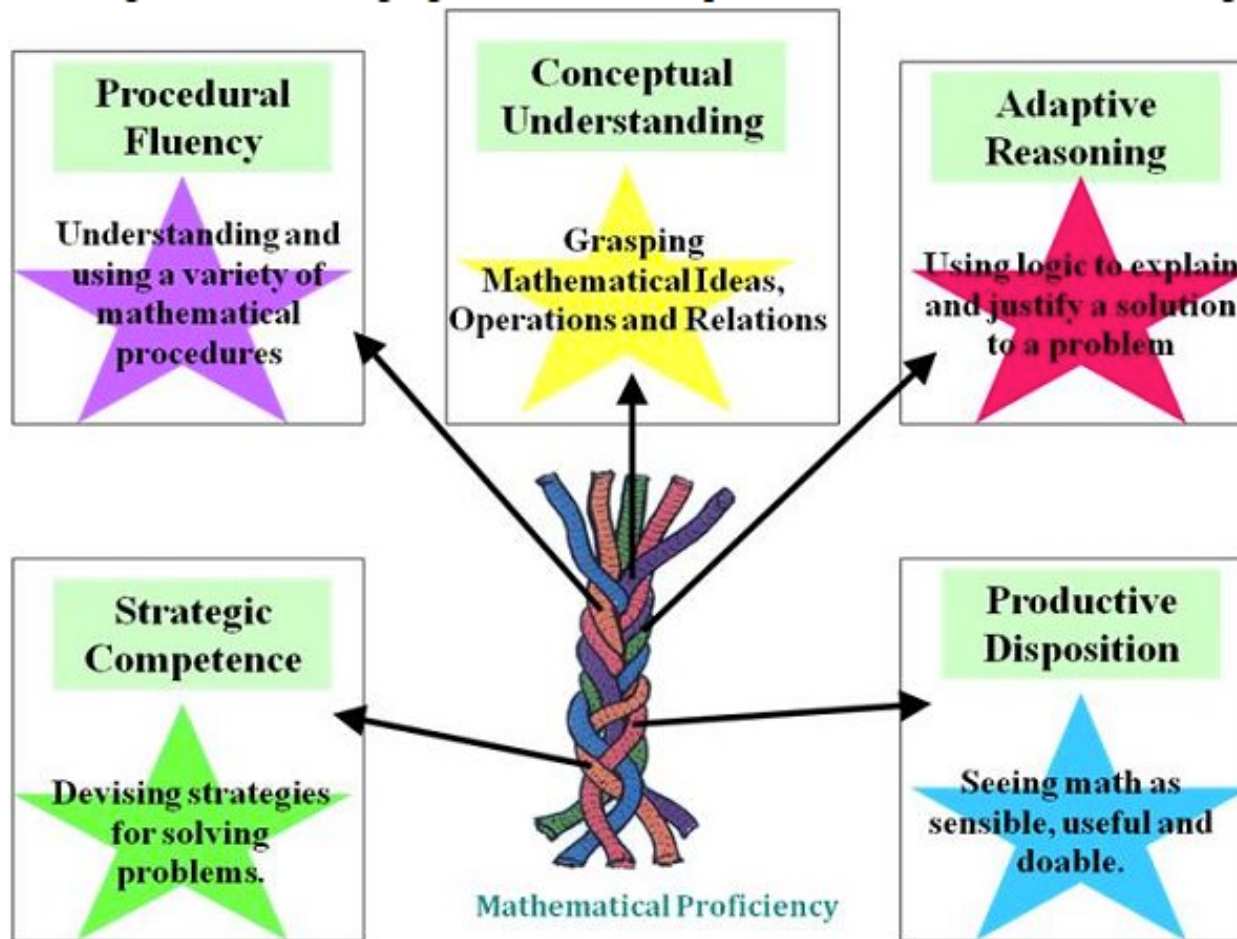 Procedural
Fluency
Understanding and
using a variety of
mathematical
procedures
Conceptual
Understanding
Grasping
Mathematical Ideas,
Operations and Relations
Adaptive
Reasoning
Using logic to explain
and justify a solution
to a problem
Strategic
Competence
Devising strategies
for solving
problems.
Productive
Disposition
Seeing math as
sensible, useful and
doable.
Mathematical Proficiency